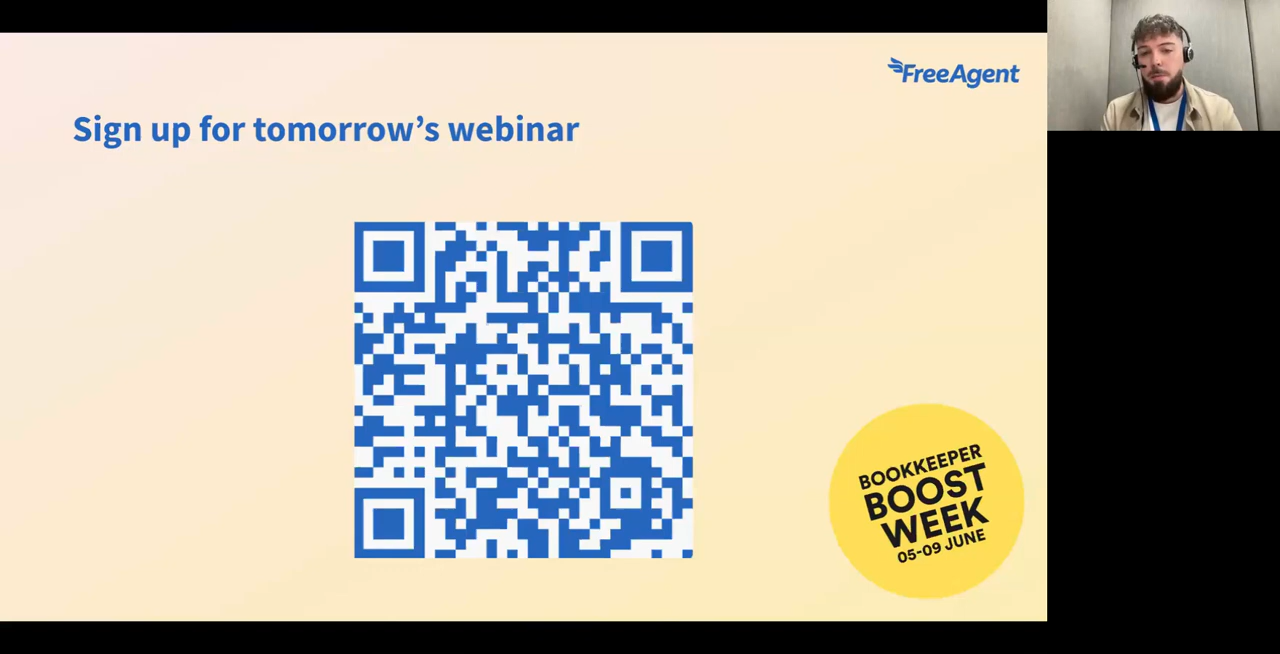 FreeAgent
Sign up for tomorrow’s webinar
BOOKKEEPER
BOOST
WEEK
05-09 JUNE